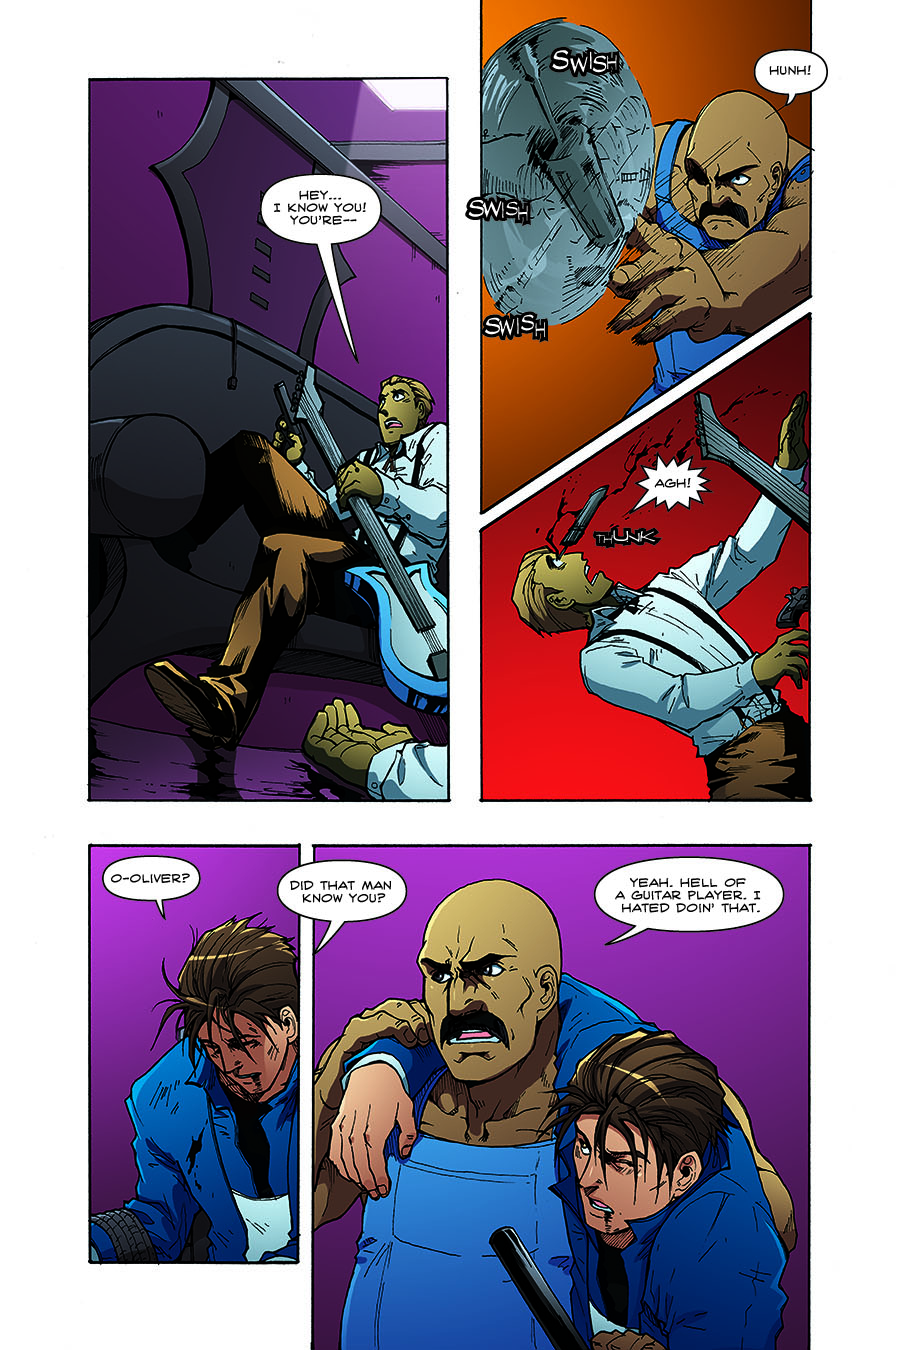 HEY...
I KNOW YOU!
YOU'RE--
SWISH
HUNH!
SWISH
SWISH
AGH!
THUNK
O-OLIVER?
DID THAT MAN
KNOW YOU?
YEAH. HELL OF
A GUITAR PLAYER. I
HATED DOIN' THAT.